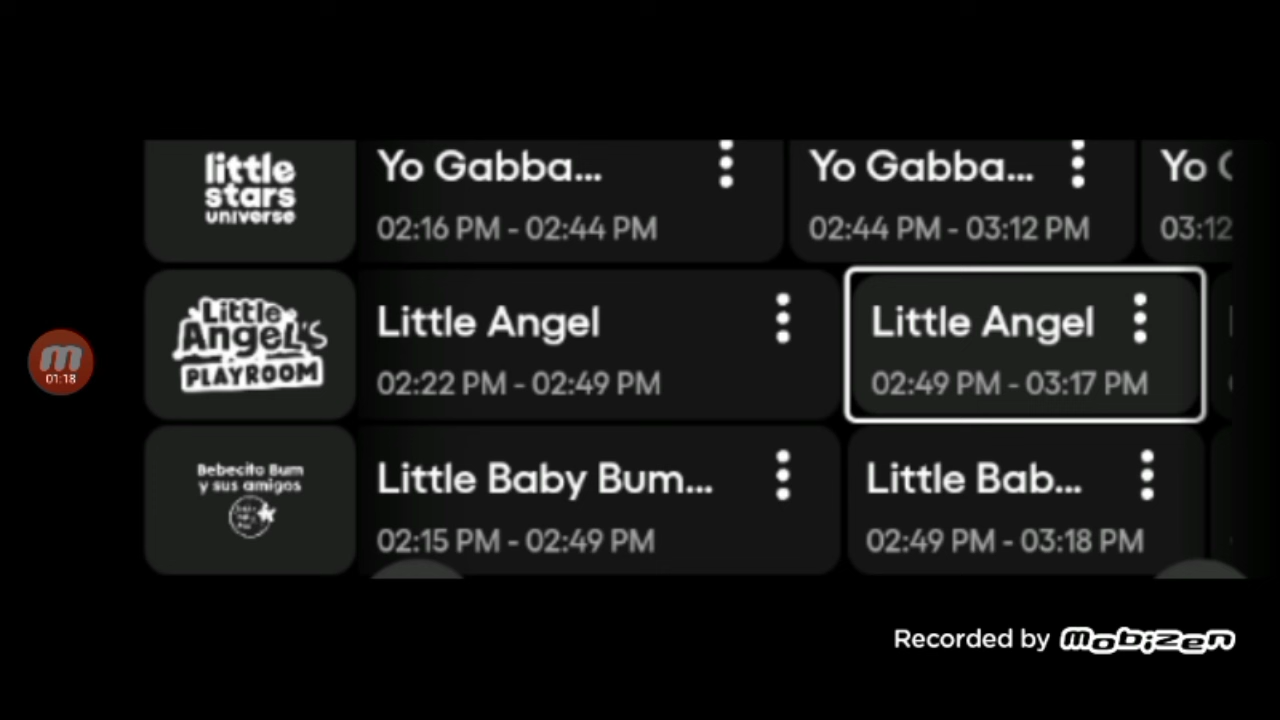 little
stars
universe
Yo Gabba...
02:16 PM - 02:44 PM
Yo Gabba...
02:44 PM - 03:12 PM
Yo
03:12
Little
Angel's
PLAYROOM
Little Angel
02:22 PM - 02:49 PM
Little Angel
02:49 PM - 03:17 PM
m
01:18
Bebecito Bum
y sus amigos
Little Baby Bum...
02:15 PM - 02:49 PM
Little Bab...
02:49 PM - 03:18 PM
Recorded by mobizen